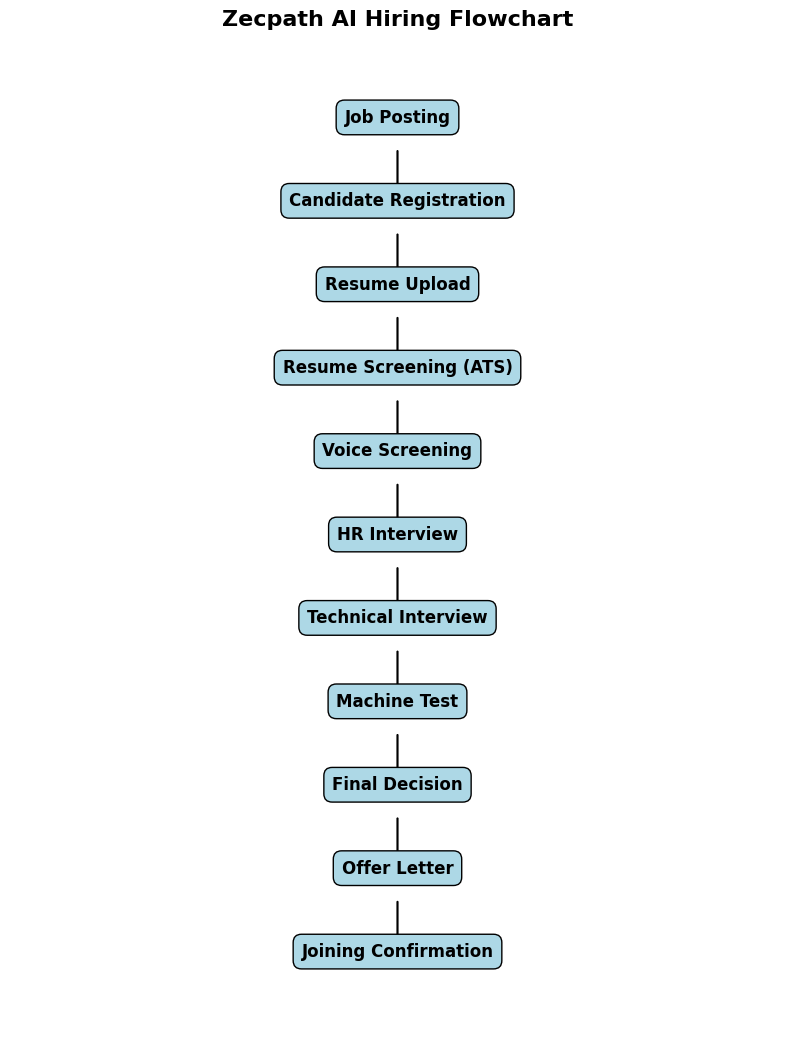 Zecpath AI Hiring Flowchart
Job Posting
Candidate Registration
Resume Upload
Resume Screening (ATS)
Voice Screening
HR Interview
Technical Interview
Machine Test
Final Decision
Offer Letter
Joining Confirmation